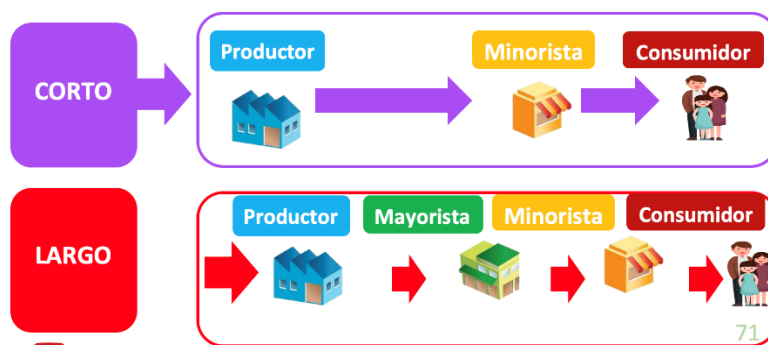 CORTO
Productor
Minorista
Consumidor
LARGO
Productor
Mayorista
Minorista
Consumidor
71